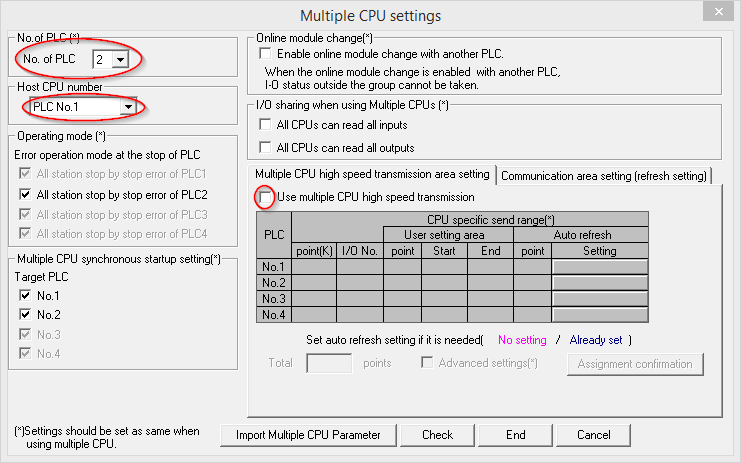 Multiple CPU settings
No.of PLC (*)
No. of PLC
2
Host CPU number
PLC No.1
Operating mode (*)
Error operation mode at the stop of PLC
All station stop by stop error of PLC1
All station stop by stop error of PLC2
All station stop by stop error of PLC3
All station stop by stop error of PLC4
Multiple CPU synchronous startup setting(*)
Target PLC
No.1
No.2
No.3
No.4
Online module change(*)
Enable online module change with another PLC.
When the online module change is enabled with another PLC,
I-O status outside the group cannot be taken.
I/O sharing when using Multiple CPUs (*)
All CPUs can read all inputs
All CPUs can read all outputs
Multiple CPU high speed transmission area setting
Communication area setting (refresh setting)
Use multiple CPU high speed transmission
PLC
CPU specific send range(*)
User setting area
Auto refresh
point(K) I/O No. point Start End point Setting
No.1
No.2
No.3
No.4
Set auto refresh setting if it is needed( No setting / Already set )
Total points Advanced settings(*) Assignment confirmation
(*)Settings should be set as same when
using multiple CPU.
Import Multiple CPU Parameter Check End Cancel